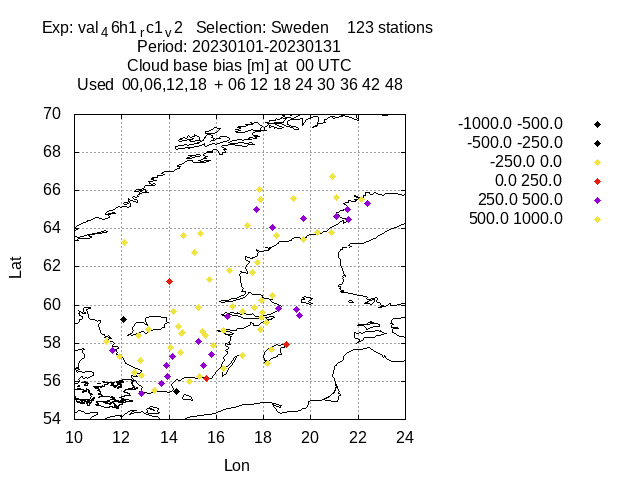 Exp: val₄6h1ᵣc1ᵥ2 Selection: Sweden 123 stations
Period: 20230101-20230131
Cloud base bias [m] at 00 UTC
Used 00,06,12,18 + 06 12 18 24 30 36 42 48
70
68
66
64
62
60
58
56
54
10 12 14 16 18 20 22 24
Lat
Lon
-1000.0 -500.0
-500.0 -250.0
-250.0 0.0
0.0 250.0
250.0 500.0
500.0 1000.0